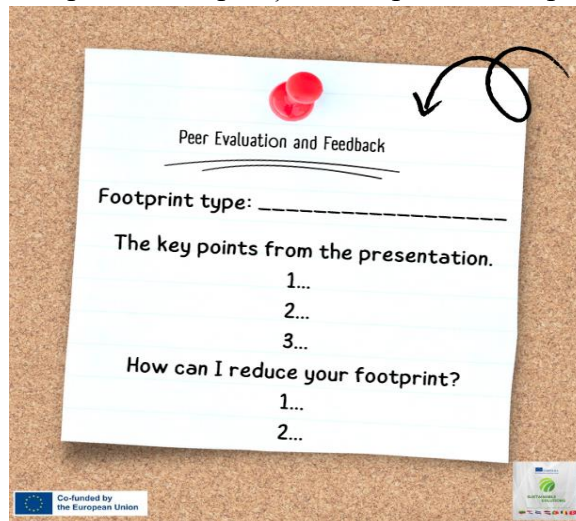 Peer Evaluation and Feedback
Footprint type: ___________________
The key points from the presentation.
1...
2...
3...
How can I reduce your footprint?
1...
2...
Co-funded by
the European Union